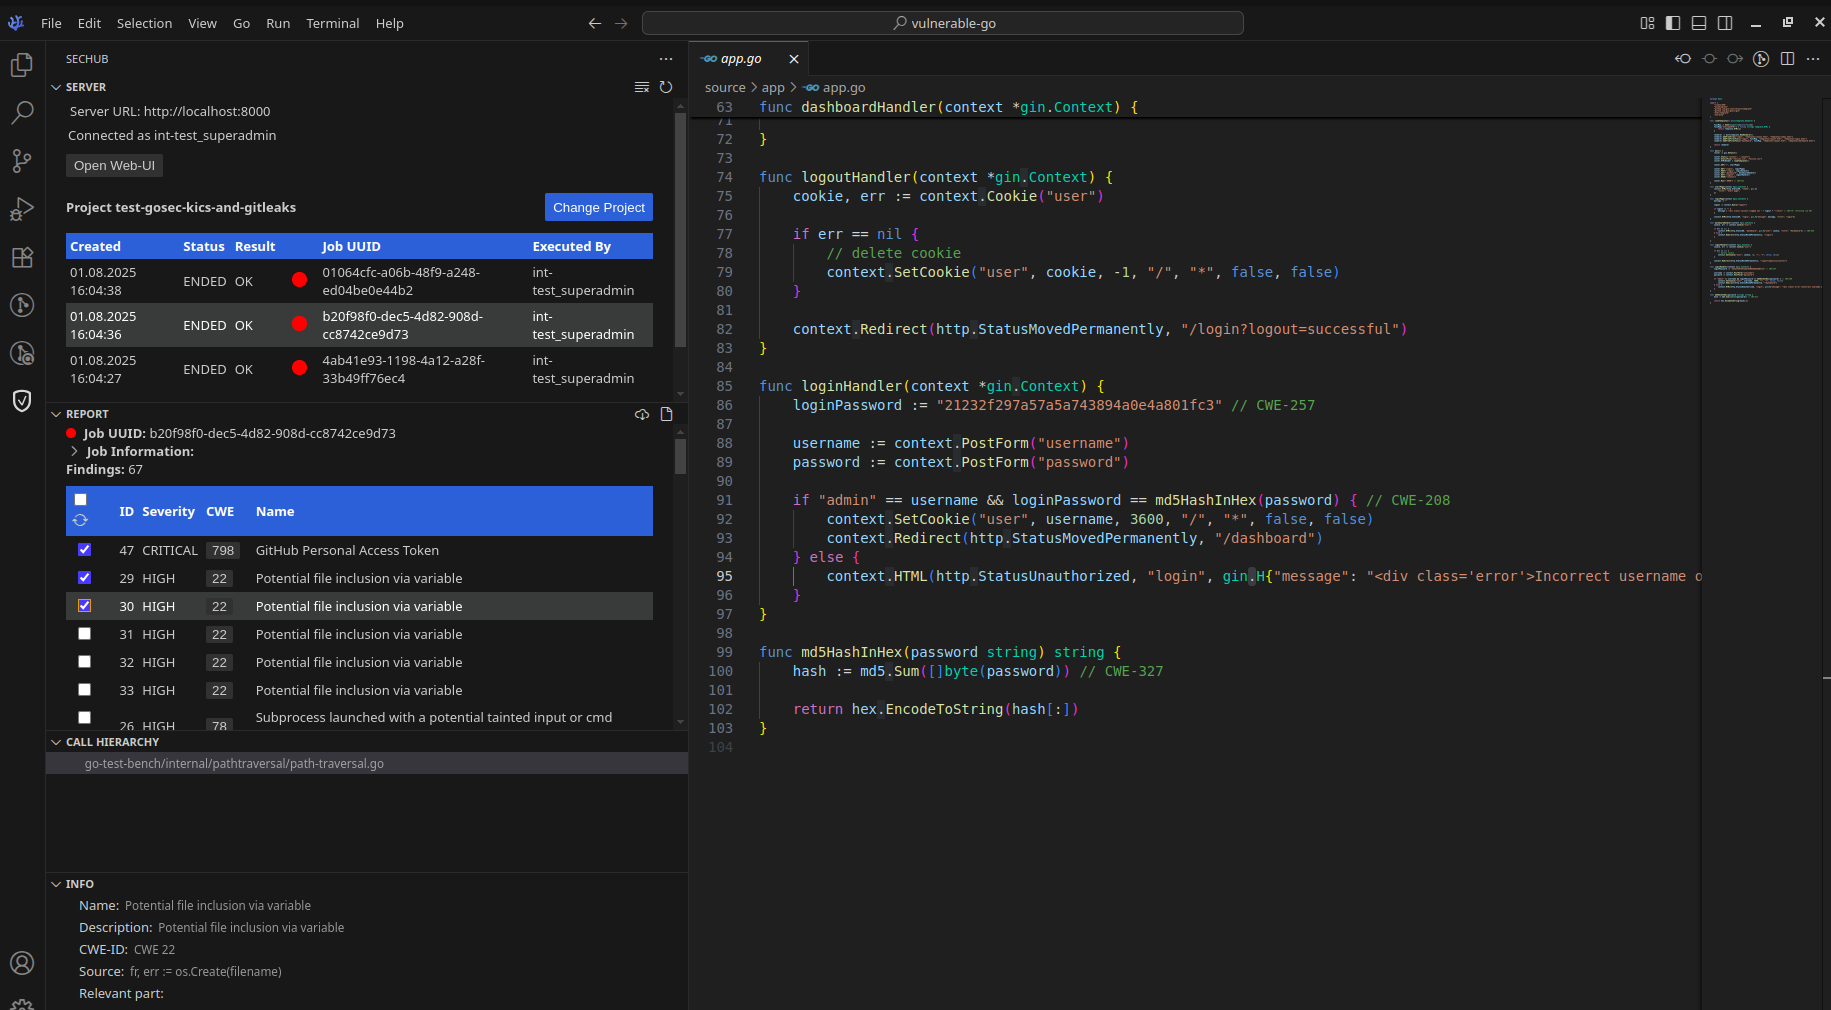 File Edit Selection View Go Run Terminal Help
vulnerable-go
SECHUB
SERVER
Server URL: http://localhost:8000
Connected as int-test_superadmin
Open Web-UI
Project test-gosec-kics-and-gitleaks
Change Project
Created Status Result Job UUID Executed By
01.08.2025 16:04:38 ENDED OK 01064cfc-a06b-48f9-a248-ed04be0e44b2 int-test_superadmin
01.08.2025 16:04:36 ENDED OK b20f98f0-dec5-4d82-908d-cc8742ce9d73 int-test_superadmin
01.08.2025 16:04:27 ENDED OK 4ab41e93-1198-4a12-a28f-33b49ff76ec4 int-test_superadmin
REPORT
Job UUID: b20f98f0-dec5-4d82-908d-cc8742ce9d73
Job Information:
Findings: 67
ID Severity CWE Name
47 CRITICAL 798 GitHub Personal Access Token
29 HIGH 22 Potential file inclusion via variable
30 HIGH 22 Potential file inclusion via variable
31 HIGH 22 Potential file inclusion via variable
32 HIGH 22 Potential file inclusion via variable
33 HIGH 22 Potential file inclusion via variable
26 HIGH 78 Subprocess launched with a potential tainted input or cmd
CALL HIERARCHY
go-test-bench/internal/pathtraversal/path-traversal.go
INFO
Name: Potential file inclusion via variable
Description: Potential file inclusion via variable
CWE-ID: CWE 22
Source: fr, err := os.Create(filename)
Relevant part:
app.go
source > app > app.go
63 func dashboardHandler(context *gin.Context) {
71
72 }
73
74 func logoutHandler(context *gin.Context) {
75 cookie, err := context.Cookie("user")
76
77 if err == nil {
78 // delete cookie
79 context.SetCookie("user", cookie, -1, "/", "*", false, false)
80 }
81
82 context.Redirect(http.StatusMovedPermanently, "/login?logout=successful")
83 }
84
85 func loginHandler(context *gin.Context) {
86 loginPassword := "21232f297a57a5a743894a0e4a801fc3" // CWE-257
87
88 username := context.PostForm("username")
89 password := context.PostForm("password")
90
91 if "admin" == username && loginPassword == md5HashInHex(password) { // CWE-208
92 context.SetCookie("user", username, 3600, "/", "*", false, false)
93 context.Redirect(http.StatusMovedPermanently, "/dashboard")
94 } else {
95 context.HTML(http.StatusUnauthorized, "login", gin.H{"message": "<div class='error'>Incorrect username o
96 }
97 }
98
99 func md5HashInHex(password string) string {
100 hash := md5.Sum([]byte(password)) // CWE-327
101
102 return hex.EncodeToString(hash[:])
103 }
104